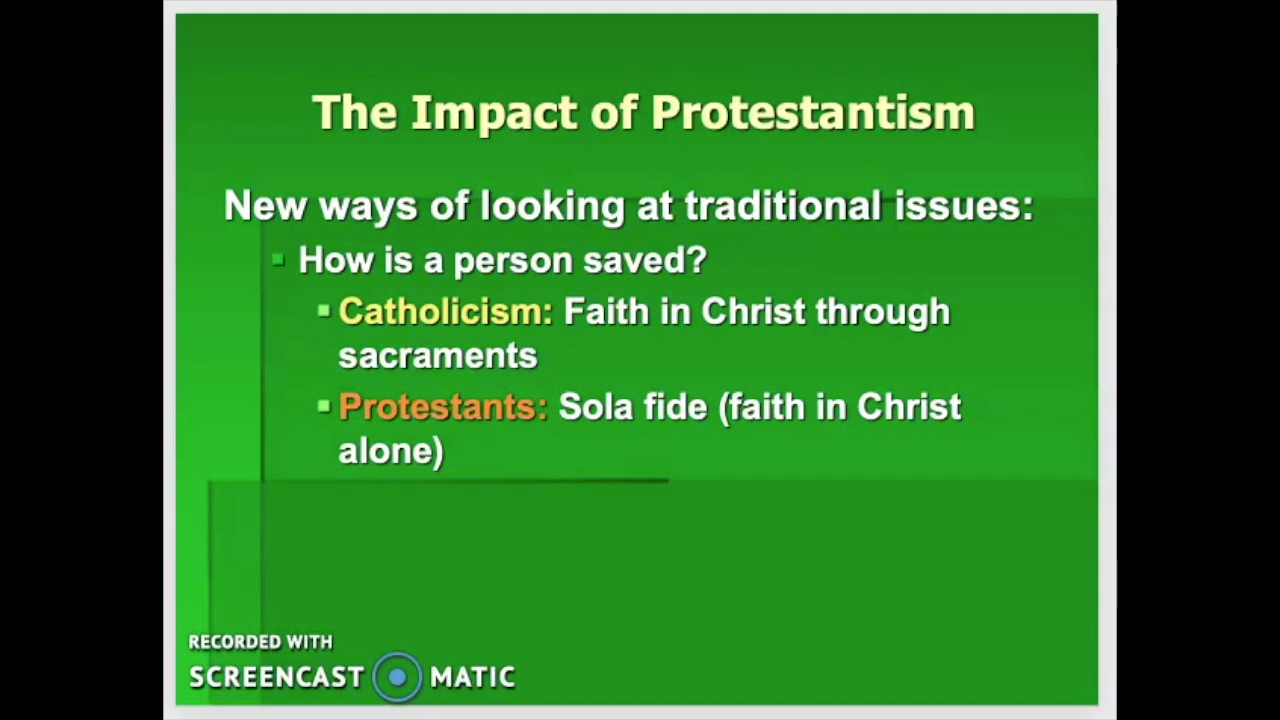 The Impact of Protestantism
New ways of looking at traditional issues:
How is a person saved?
Catholicism: Faith in Christ through
sacraments
Protestants: Sola fide (faith in Christ
alone)
RECORDED WITH
SCREENCAST MATIC